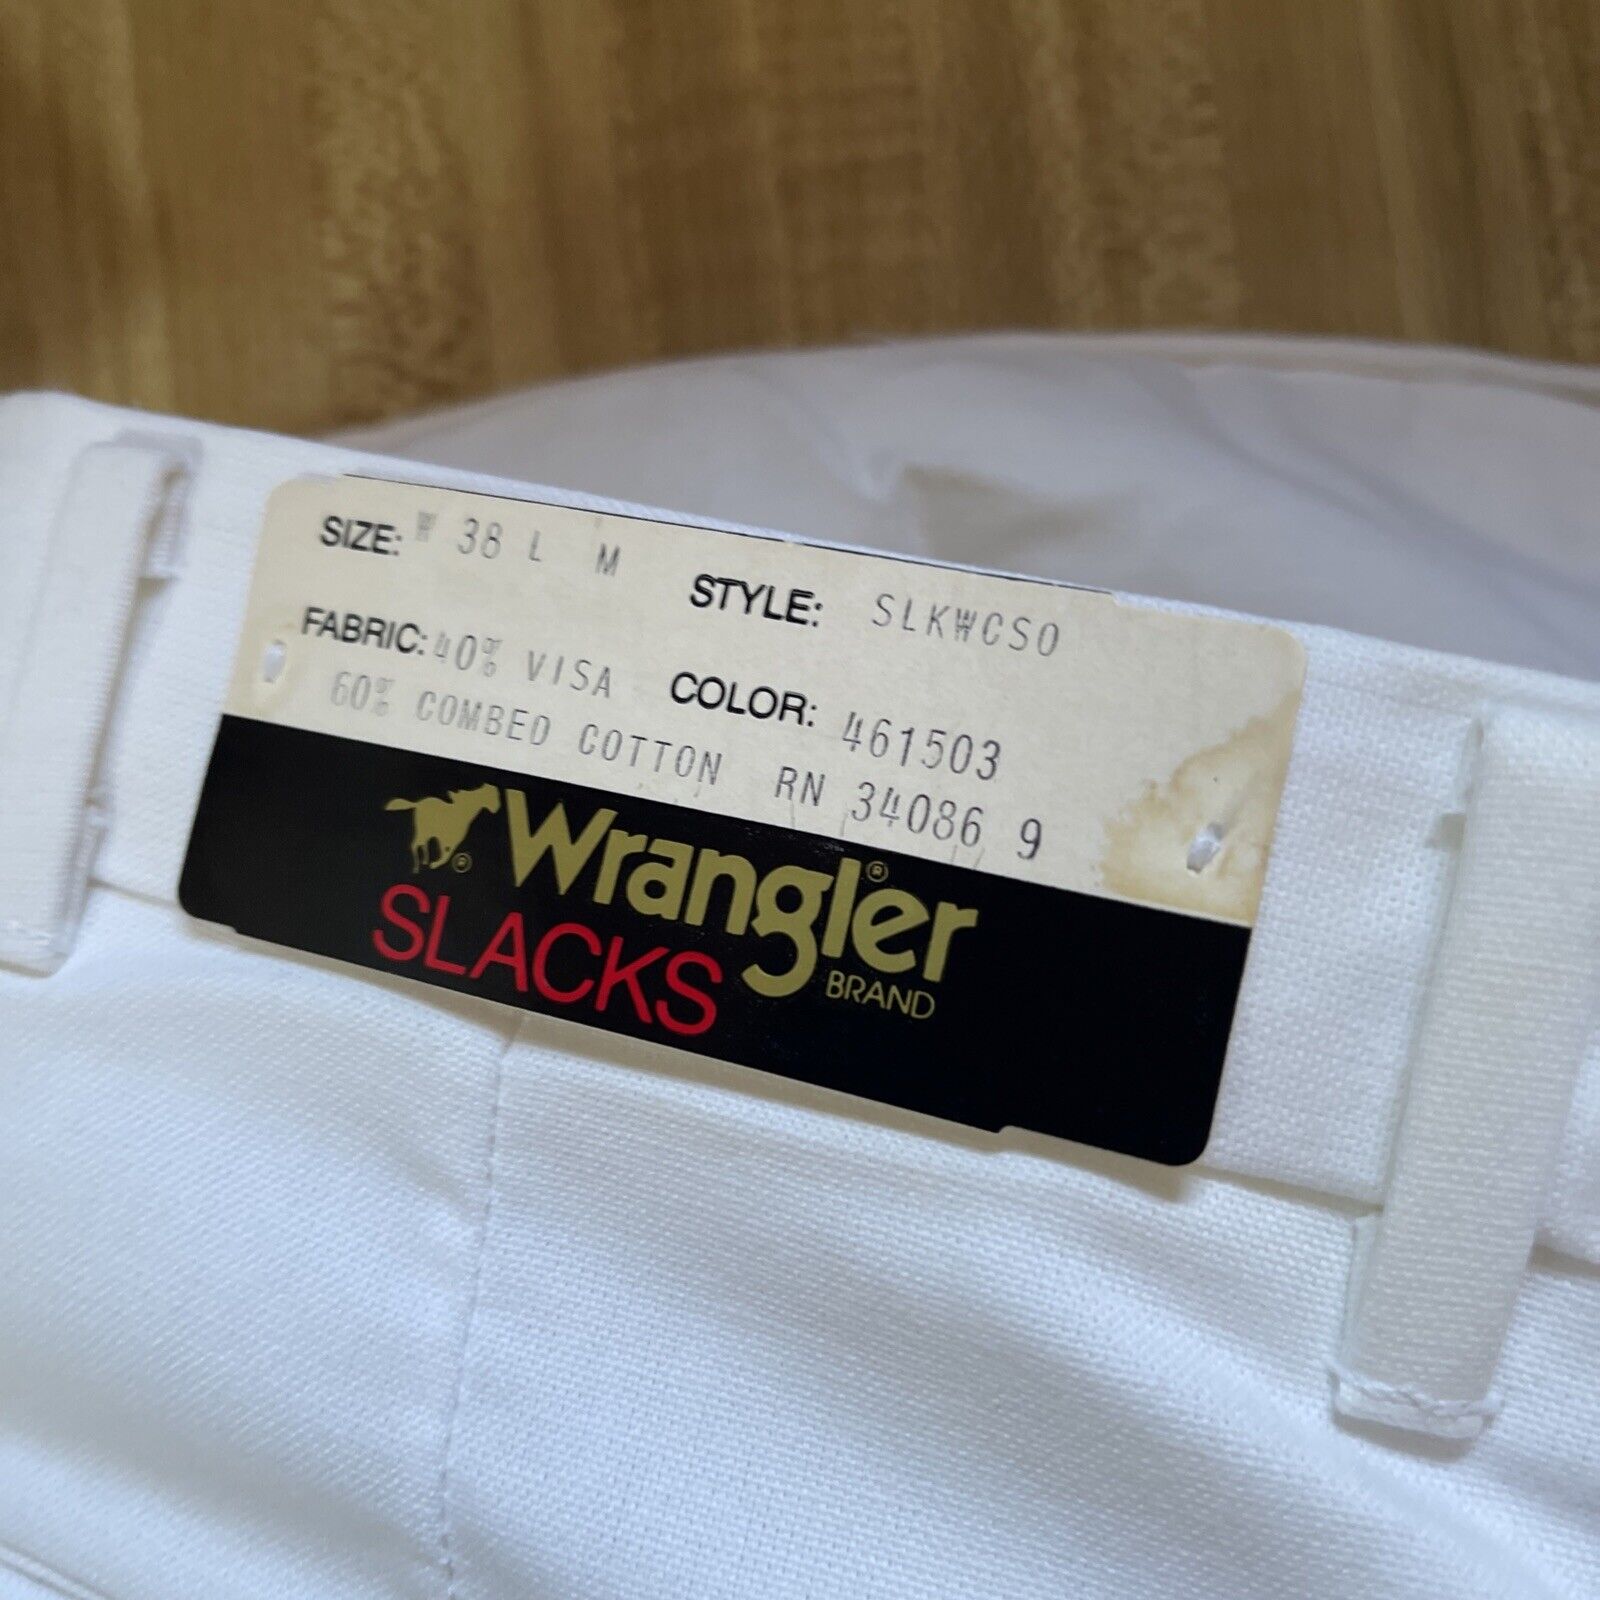 SIZE: W 38 L M STYLE: SLKWCSO
FABRIC: 40% VISA COLOR: 461503
60% COMBED COTTON RN 34086 9
Wrangler®
®
SLACKS BRAND